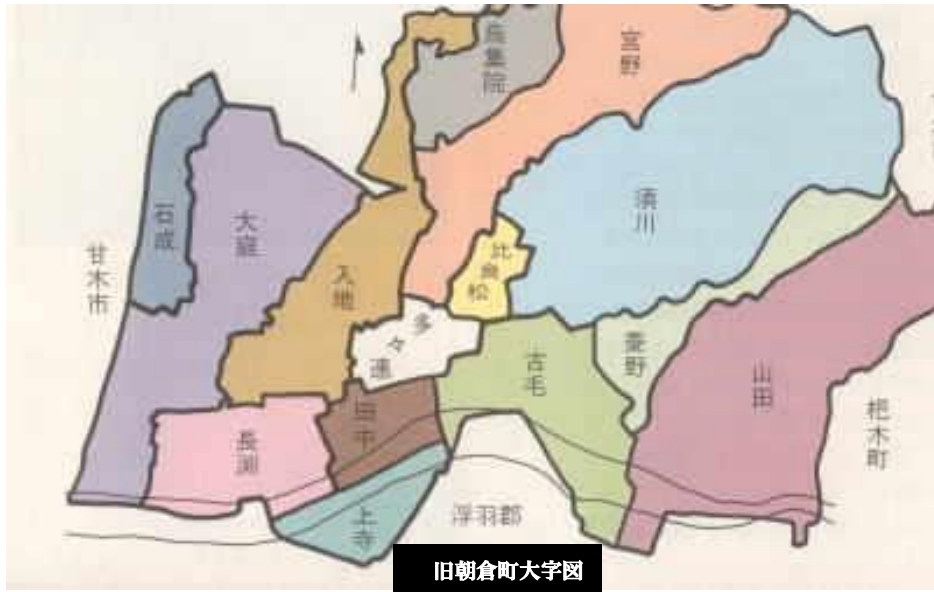 烏集院
宮野
須川
石成
大庭
甘木市
入地
比良松
多々連
古毛
菱野
山田
杷木町
長渕
田中
上寺
浮羽郡
旧朝倉町大字図